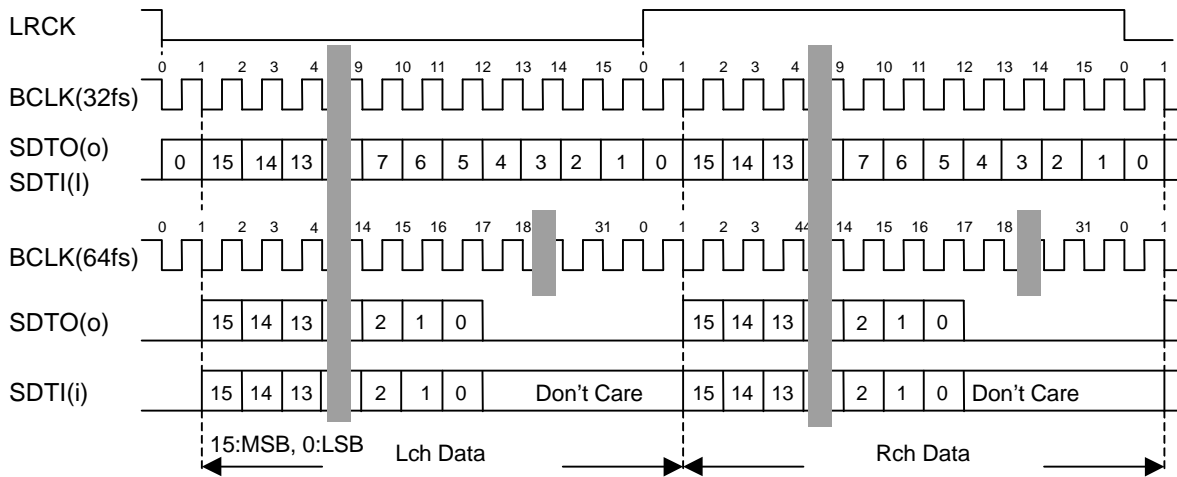 LRCK
0 1 2 3 4 9 10 11 12 13 14 15 0 1 2 3 4 9 10 11 12 13 14 15 0 1
BCLK(32fs)
SDTO(o)
SDTI(I)
0 15 14 13 7 6 5 4 3 2 1 0 15 14 13 7 6 5 4 3 2 1 0
0 1 2 3 4 14 15 16 17 18 31 0 1 2 3 44 14 15 16 17 18 31 0 1
BCLK(64fs)
SDTO(o) 15 14 13 2 1 0 15 14 13 2 1 0
SDTI(i) 15 14 13 2 1 0 Don't Care 15 14 13 2 1 0 Don't Care
15:MSB, 0:LSB
Lch Data Rch Data